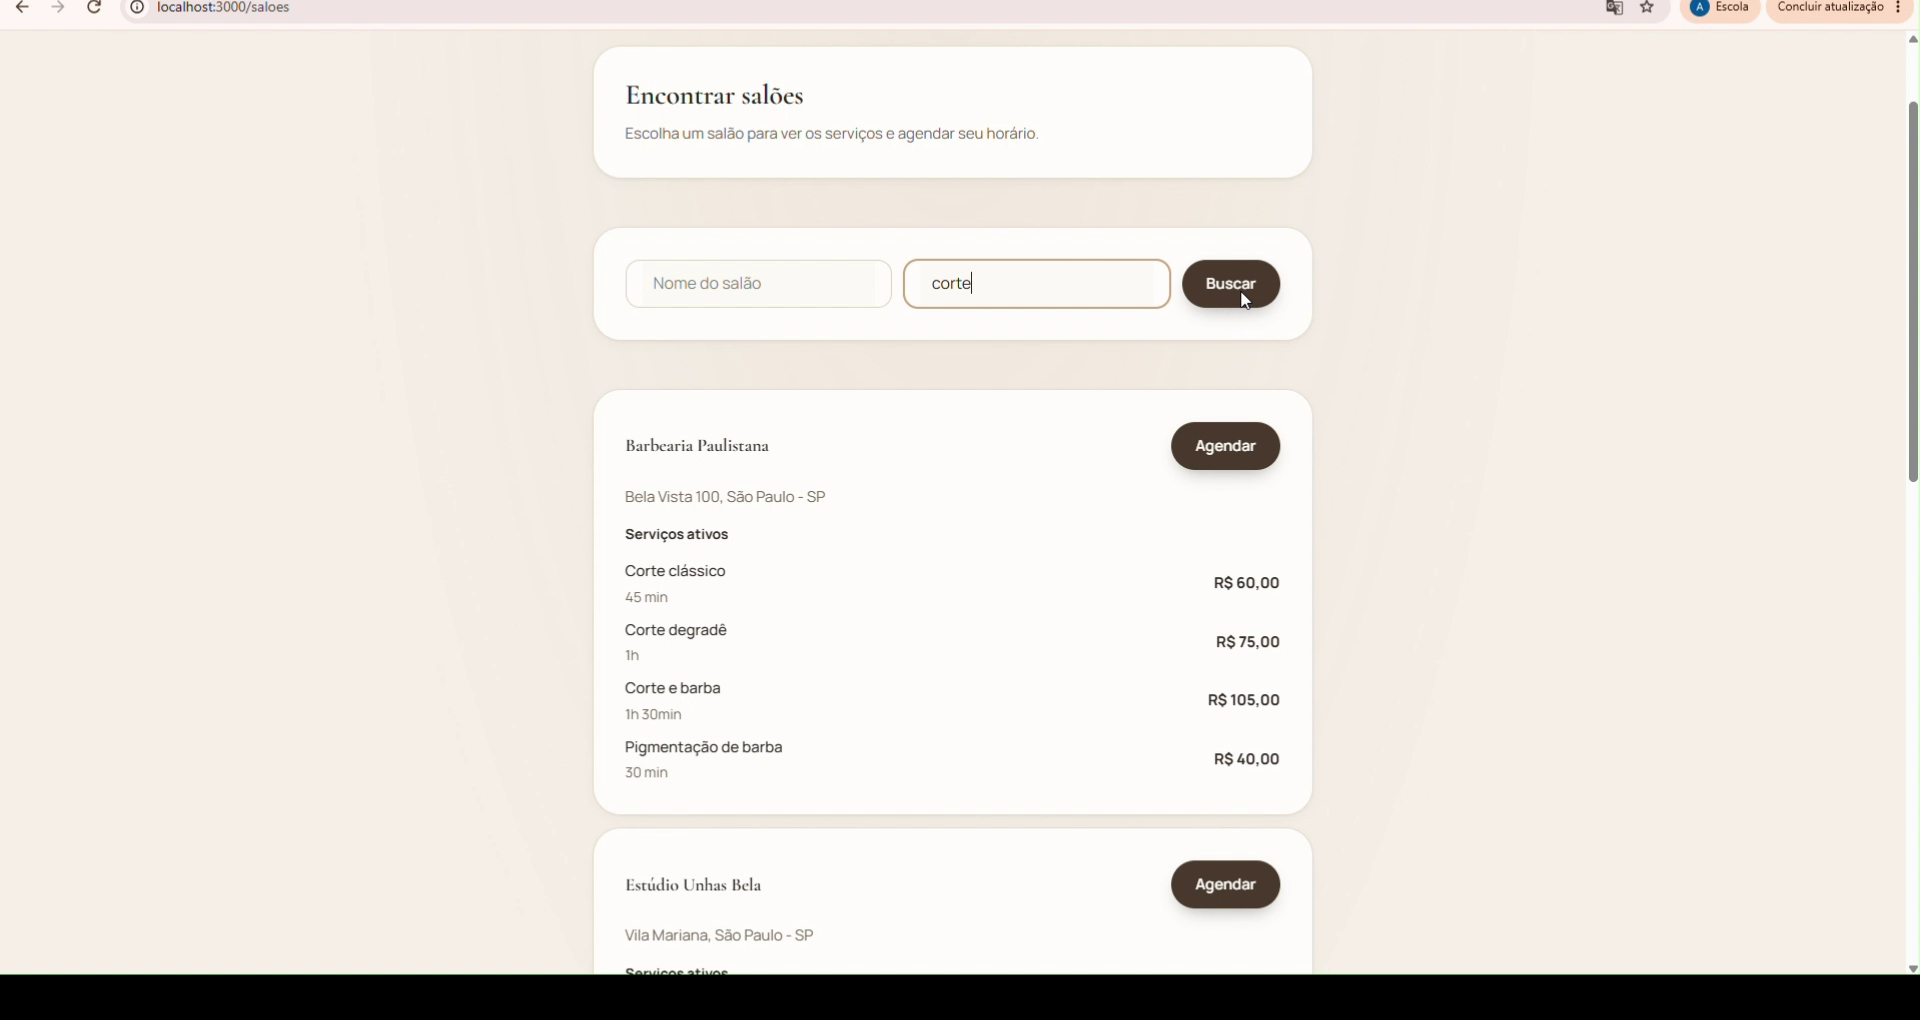 localhost:3000/saloes
A Escola
Concluir atualização
Encontrar salões
Escolha um salão para ver os serviços e agendar seu horário.
Nome do salão
corte
Buscar
Barbearia Paulistana
Agendar
Bela Vista 100, São Paulo - SP
Serviços ativos
Corte clássico
R$ 60,00
45 min
Corte degradê
R$ 75,00
1h
Corte e barba
R$ 105,00
1h 30min
Pigmentação de barba
R$ 40,00
30 min
Estúdio Unhas Bela
Agendar
Vila Mariana, São Paulo - SP
Serviços ativos